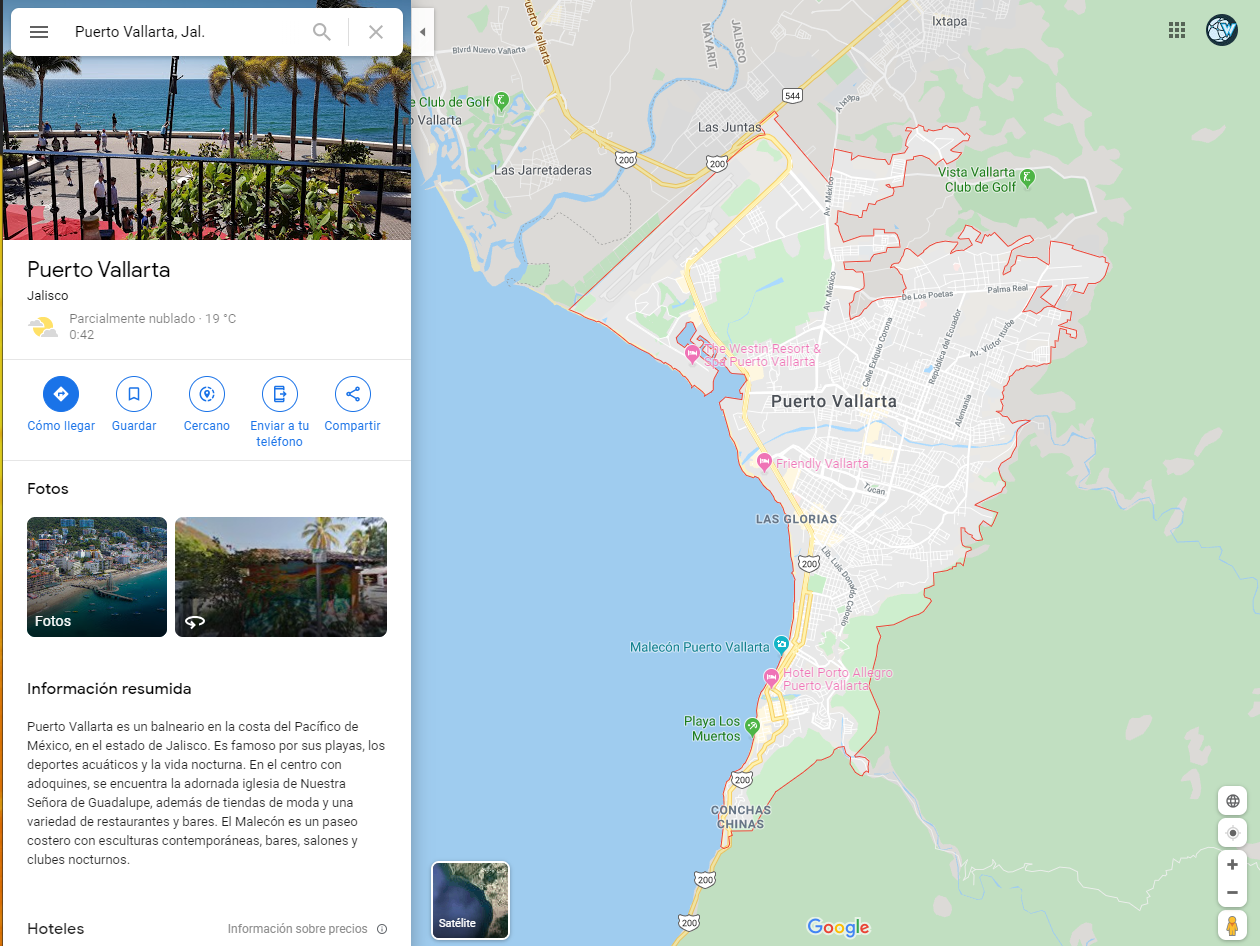 Puerto Vallarta, Jal.
Puerto Vallarta
Jalisco
Parcialmente nublado · 19 °C
0:42
Cómo llegar
Guardar
Cercano
Enviar a tu
teléfono
Compartir
Fotos
Fotos
Información resumida
Puerto Vallarta es un balneario en la costa del Pacífico de
México, en el estado de Jalisco. Es famoso por sus playas, los
deportes acuáticos y la vida nocturna. En el centro con
adoquines, se encuentra la adornada iglesia de Nuestra
Señora de Guadalupe, además de tiendas de moda y una
variedad de restaurantes y bares. El Malecón es un paseo
costero con esculturas contemporáneas, bares, salones y
clubes nocturnos.
Hoteles
Información sobre precios
Puerto Vallarta
NAYARIT
JALISCO
Ixtapa
Blvrd Nuevo Vallarta
e Club de Golf
o Vallarta
544
Ixtapa
Las Juntas
200
200
Las Jarretaderas
Vista Vallarta
Club de Golf
Av. México
Av. México
De Los Poetas
Palma Real
Calle Exiquio Corona
República del Ecuador
Av. Víctor Iturbe
The Westin Resort &
Spa Puerto Vallarta
Puerto Vallarta
Alemania
Friendly Vallarta
Tucan
LAS GLORIAS
200
Lib. Luis Donaldo Colosio
Malecón Puerto Vallarta
Hotel Porto Allegro
Puerto Vallarta
Playa Los
Muertos
200
CONCHAS
CHINAS
200
200
Satélite
Google